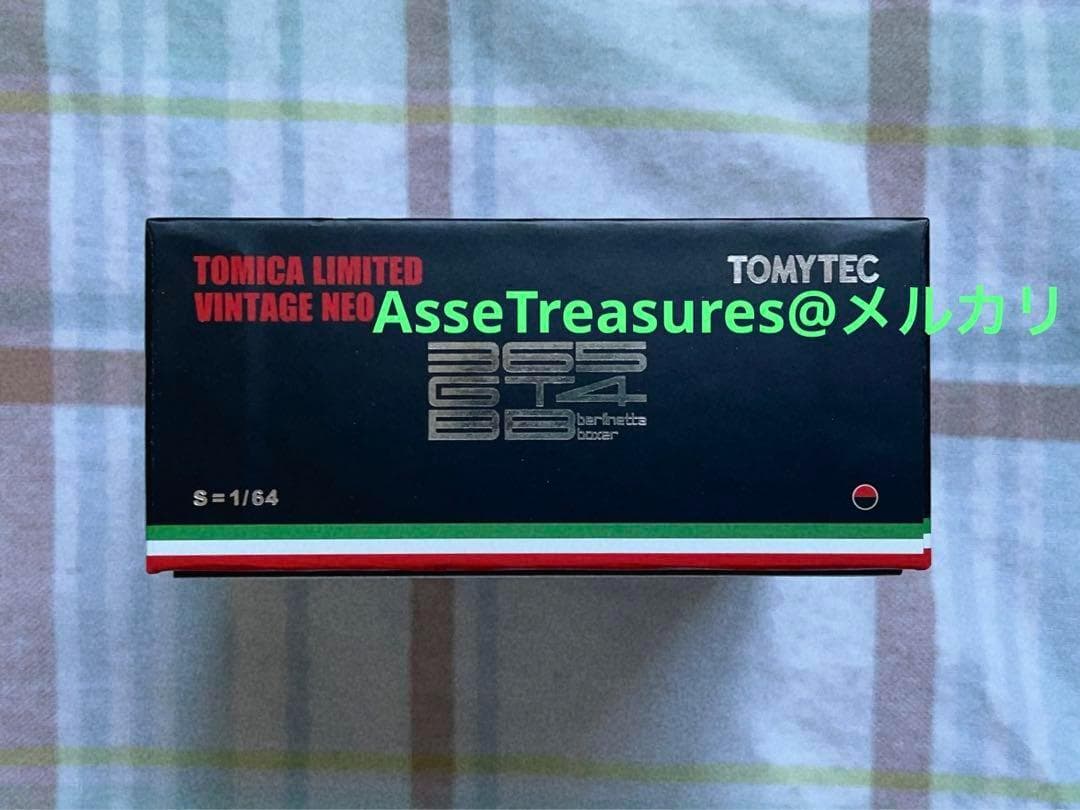 TOMICA LIMITED
VINTAGE NEO
TOMYTEC
AsseTreasures@メルカリ
365
GT4
BB berlinetta
boxer
S=1/64